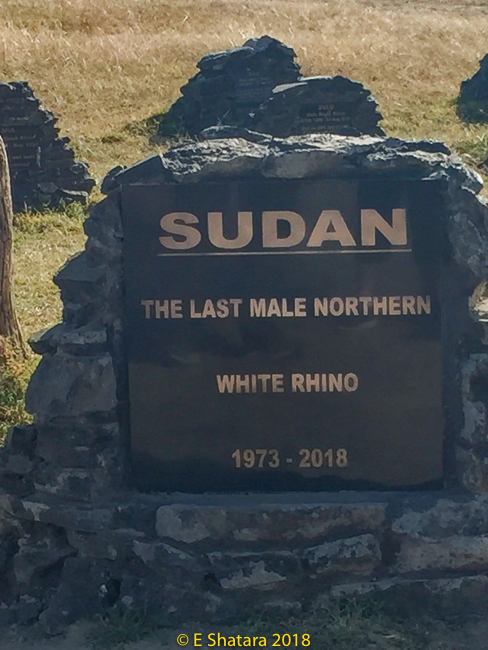 SUDAN
THE LAST MALE NORTHERN
WHITE RHINO
1973 - 2018
© E Shatara 2018